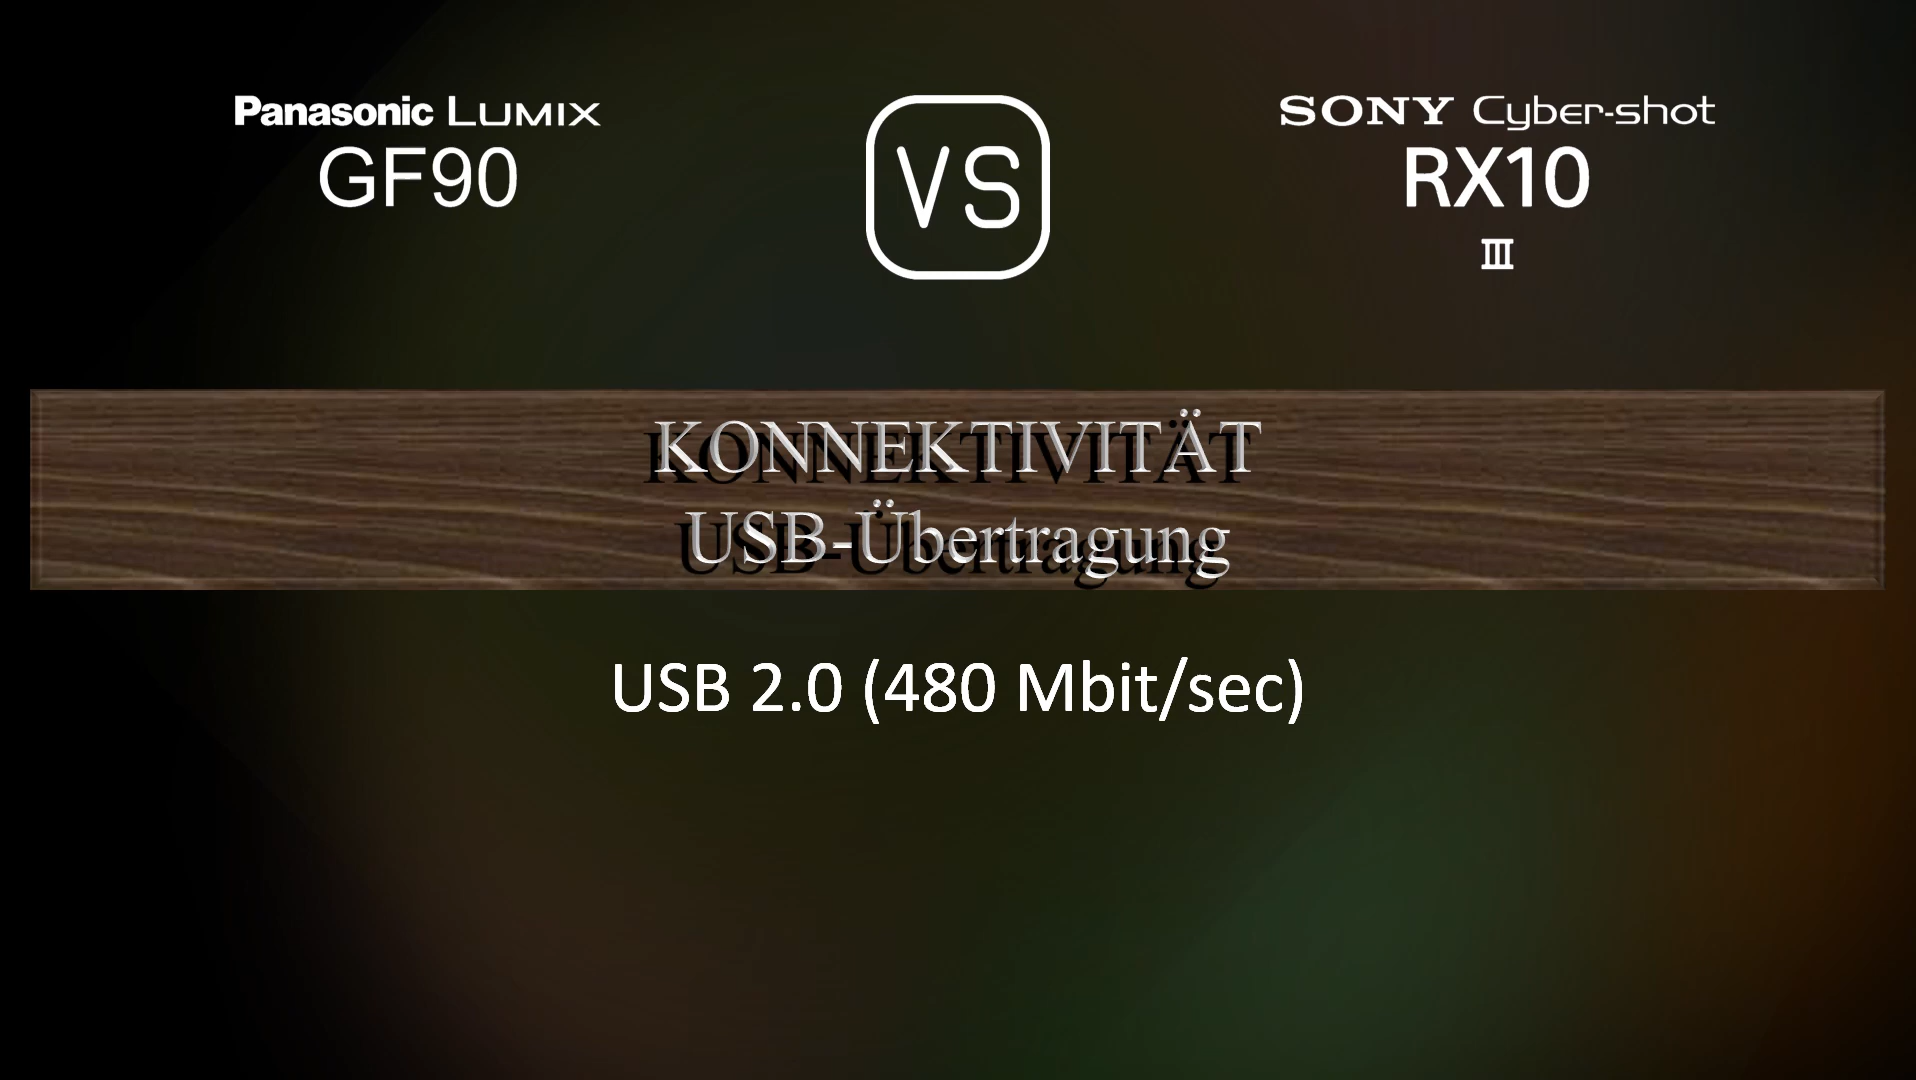 Panasonic LUMIX
GF90
VS
SONY Cyber-shot
RX10
III
KONNEKTIVITÄT
USB-Übertragung
USB 2.0 (480 Mbit/sec)